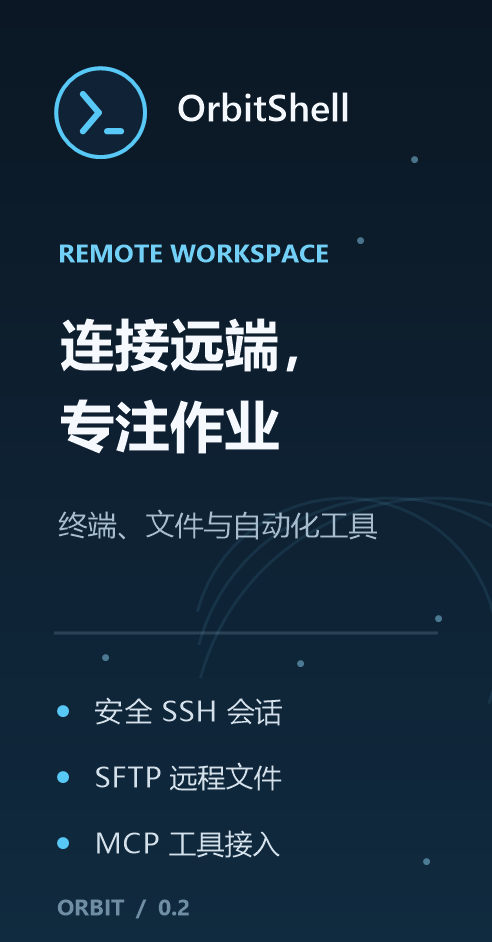 OrbitShell
REMOTE WORKSPACE
连接远端，
专注作业
终端、文件与自动化工具
安全 SSH 会话
SFTP 远程文件
MCP 工具接入
ORBIT / 0.2